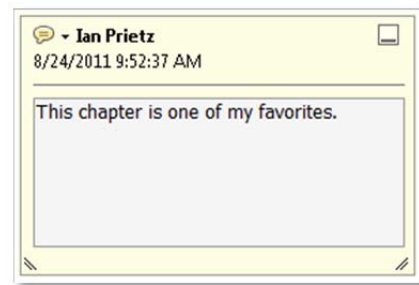 Ian Prietz
8/24/2011 9:52:37 AM
This chapter is one of my favorites.